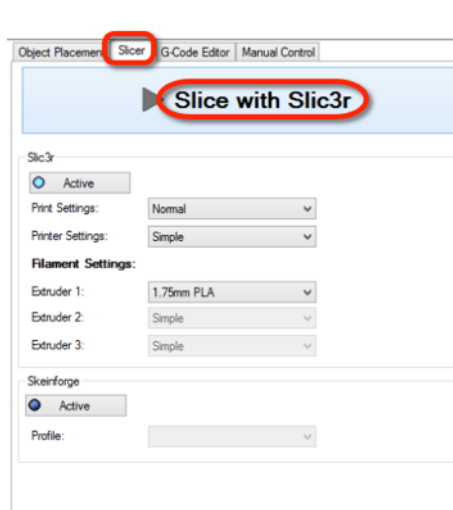 Object Placemen Slicer G-Code Editor Manual Control
Slice with Slic3r
Slic3r
Active
Print Settings: Normal
Printer Settings: Simple
Filament Settings:
Extruder 1: 1.75mm PLA
Extruder 2: Simple
Extruder 3: Simple
Skeinforge
Active
Profile: